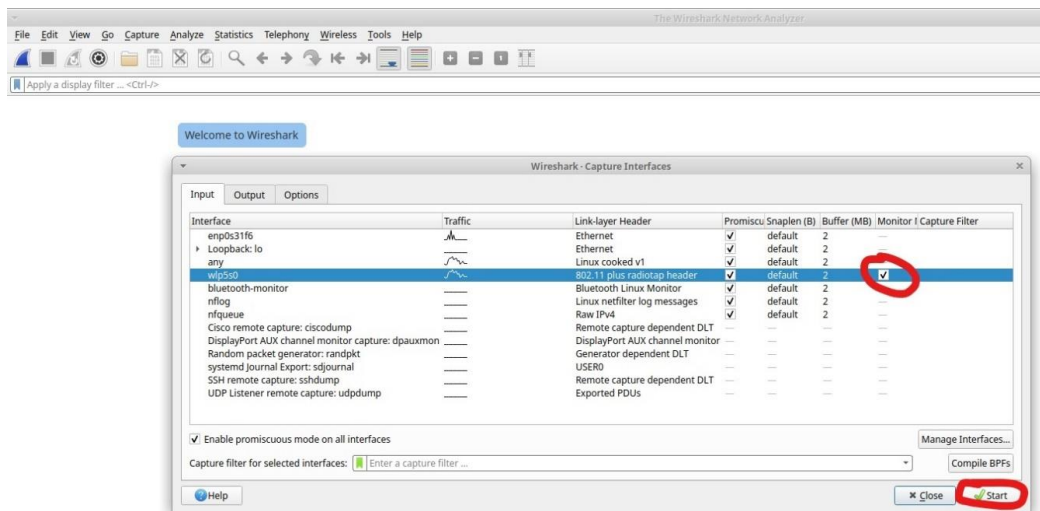 The Wireshark Network Analyzer
File Edit View Go Capture Analyze Statistics Telephony Wireless Tools Help
Apply a display filter ... <Ctrl-/>
Welcome to Wireshark
Wireshark - Capture Interfaces
Input Output Options
Interface Traffic Link-layer Header Promiscu Snaplen (B) Buffer (MB) Monitor Capture Filter
enp0s31f6 Ethernet default 2 —
Loopback: lo Ethernet default 2 —
any Linux cooked v1 default 2 —
wlp5s0 802.11 plus radiotap header default 2
bluetooth-monitor Bluetooth Linux Monitor default 2 —
nflog Linux netfilter log messages default 2 —
nfqueue Raw IPv4 default 2 —
Cisco remote capture: ciscodump Remote capture dependent DLT — — — —
DisplayPort AUX channel monitor capture: dpauxmon DisplayPort AUX channel monitor — — — —
Random packet generator: randpkt Generator dependent DLT — — — —
systemd Journal Export: sdjournal USER0 — — — —
SSH remote capture: sshdump Remote capture dependent DLT — — — —
UDP Listener remote capture: udpdump Exported PDUs — — — —
Enable promiscuous mode on all interfaces Manage Interfaces...
Capture filter for selected interfaces: Enter a capture filter ... Compile BPFs
Help Close Start